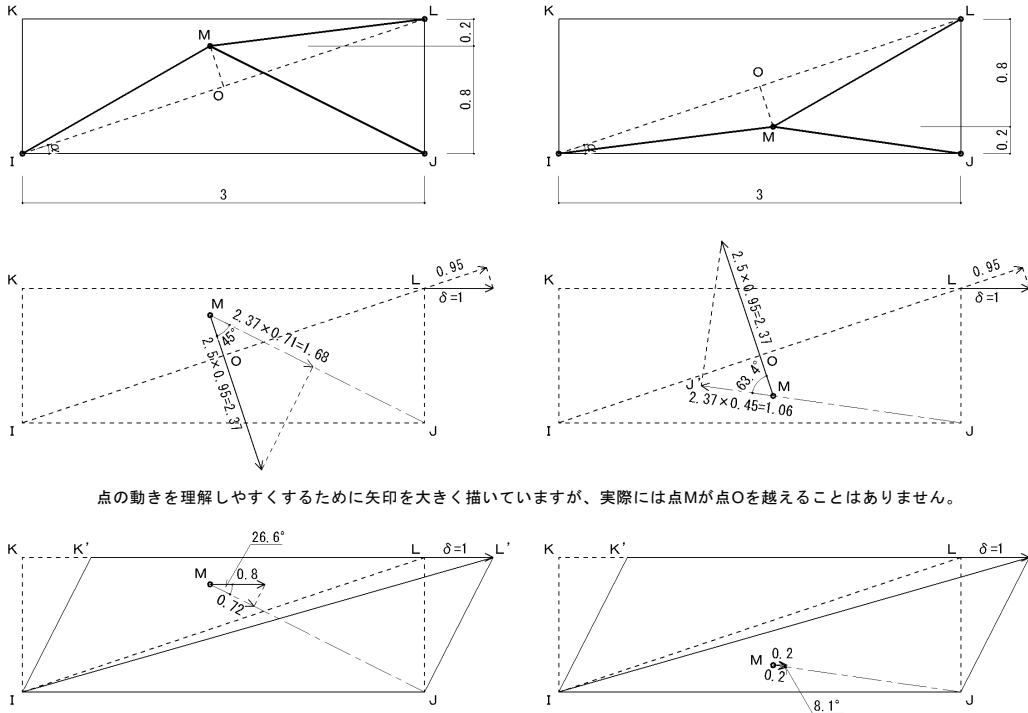 K
L
M
O
α
I
J
0.2
0.8
3
K
L
O
M
α
I
J
0.8
0.2
3
K
L
0.95
δ=1
M
45°
2.37×0.71=1.68
O
2.5×0.95=2.37
I
J
K
L
0.95
δ=1
2.5×0.95=2.37
O
J'
63.4°
M
2.37×0.45=1.06
I
J
点の動きを理解しやすくするために矢印を大きく描いていますが、実際には点Mが点Oを越えることはありません。
K
K'
26.6°
L
δ=1
L'
M
0.8
0.72
I
J
K
K'
L
δ=1
M
0.2
0.2
I
J
8.1°